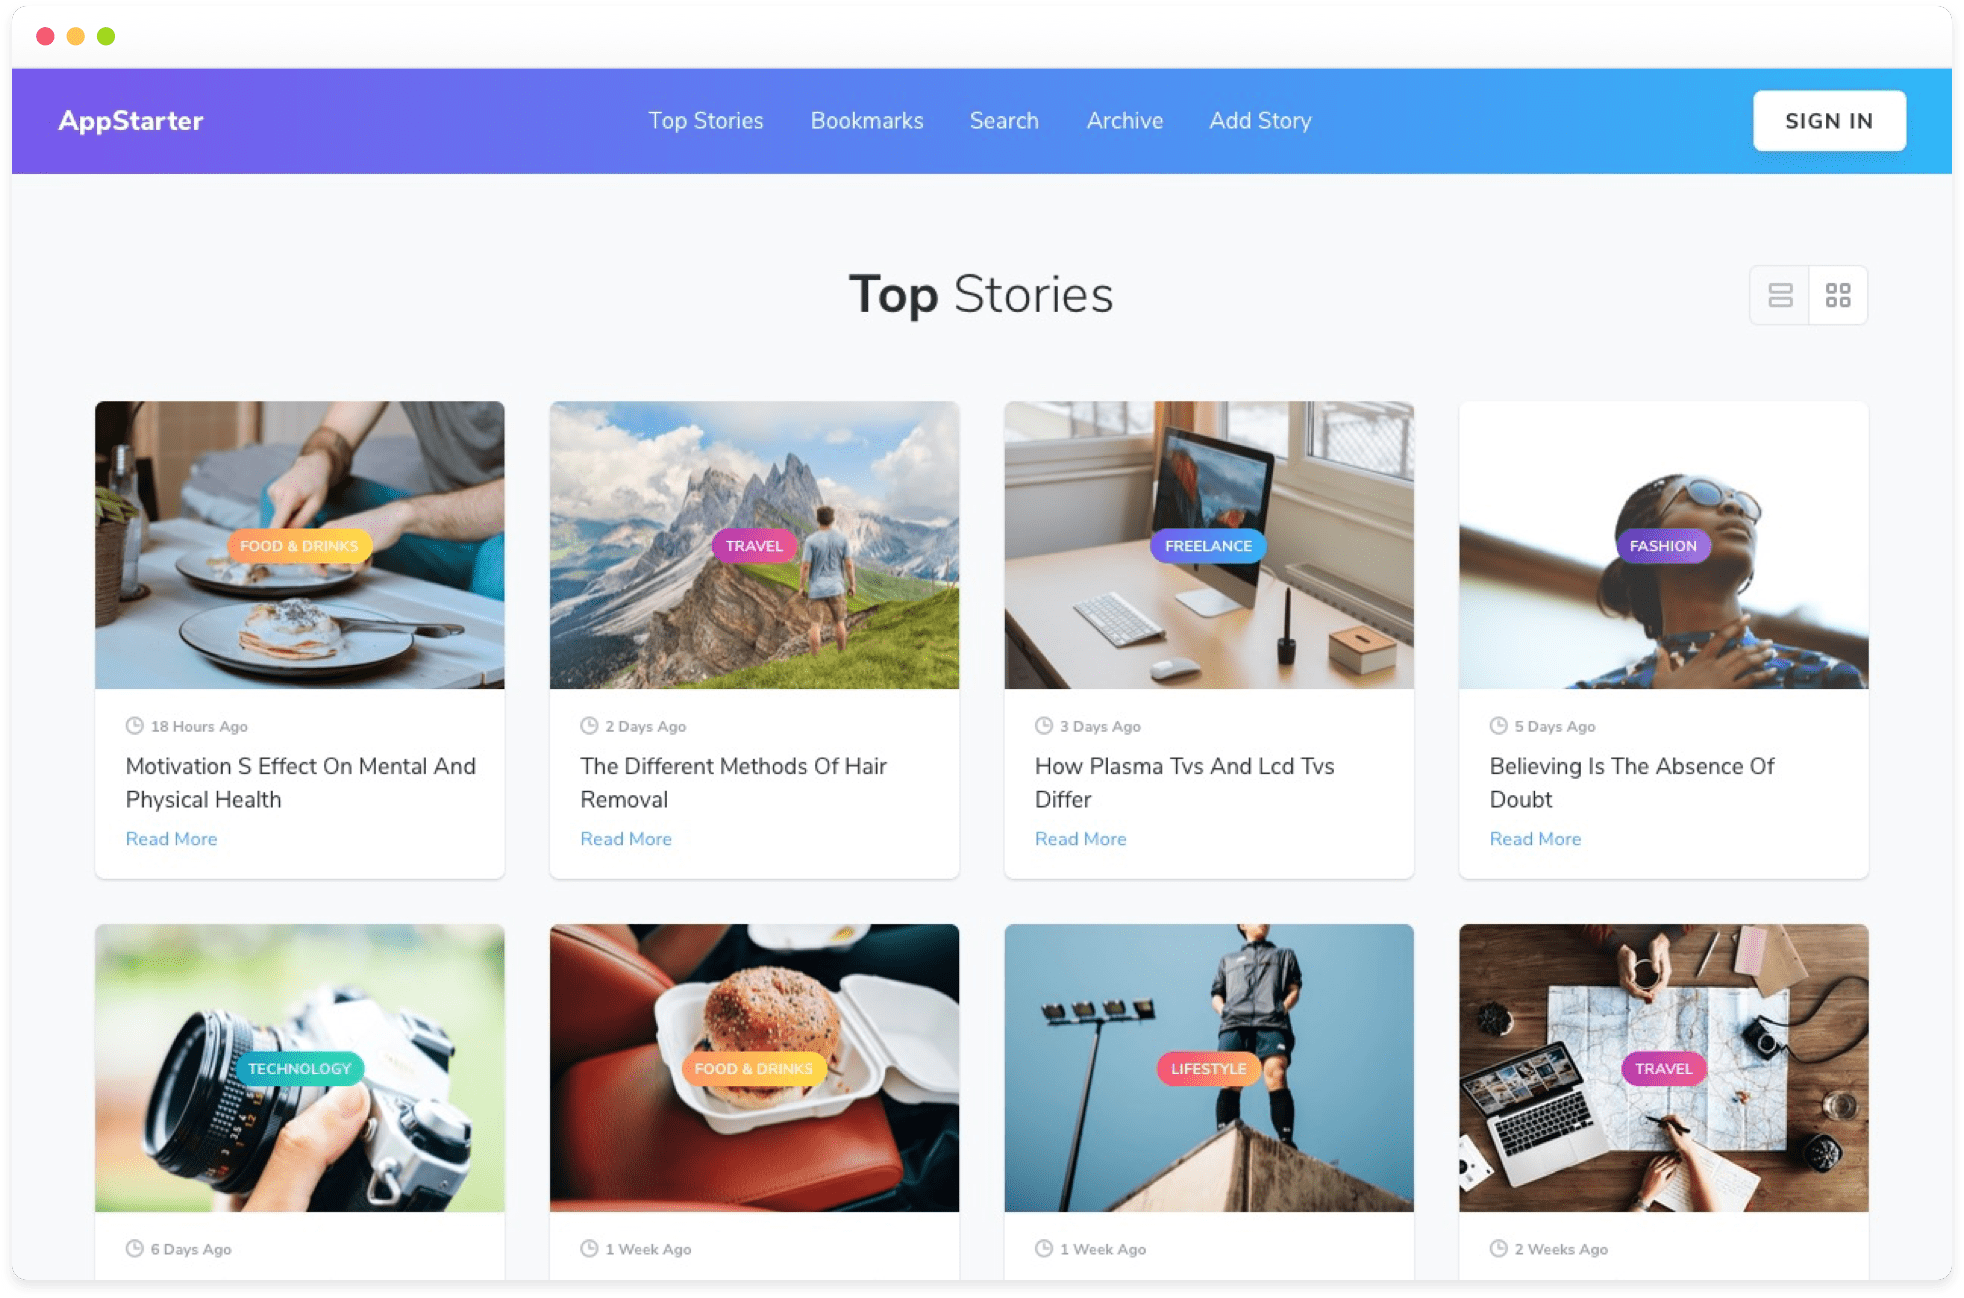 AppStarter
Top Stories
Bookmarks
Search
Archive
Add Story
SIGN IN
Top Stories
FOOD & DRINKS
18 Hours Ago
Motivation S Effect On Mental And
Physical Health
Read More
TRAVEL
2 Days Ago
The Different Methods Of Hair
Removal
Read More
FREELANCE
3 Days Ago
How Plasma Tvs And Lcd Tvs
Differ
Read More
FASHION
5 Days Ago
Believing Is The Absence Of
Doubt
Read More
TECHNOLOGY
6 Days Ago
FOOD & DRINKS
1 Week Ago
LIFESTYLE
1 Week Ago
TRAVEL
2 Weeks Ago